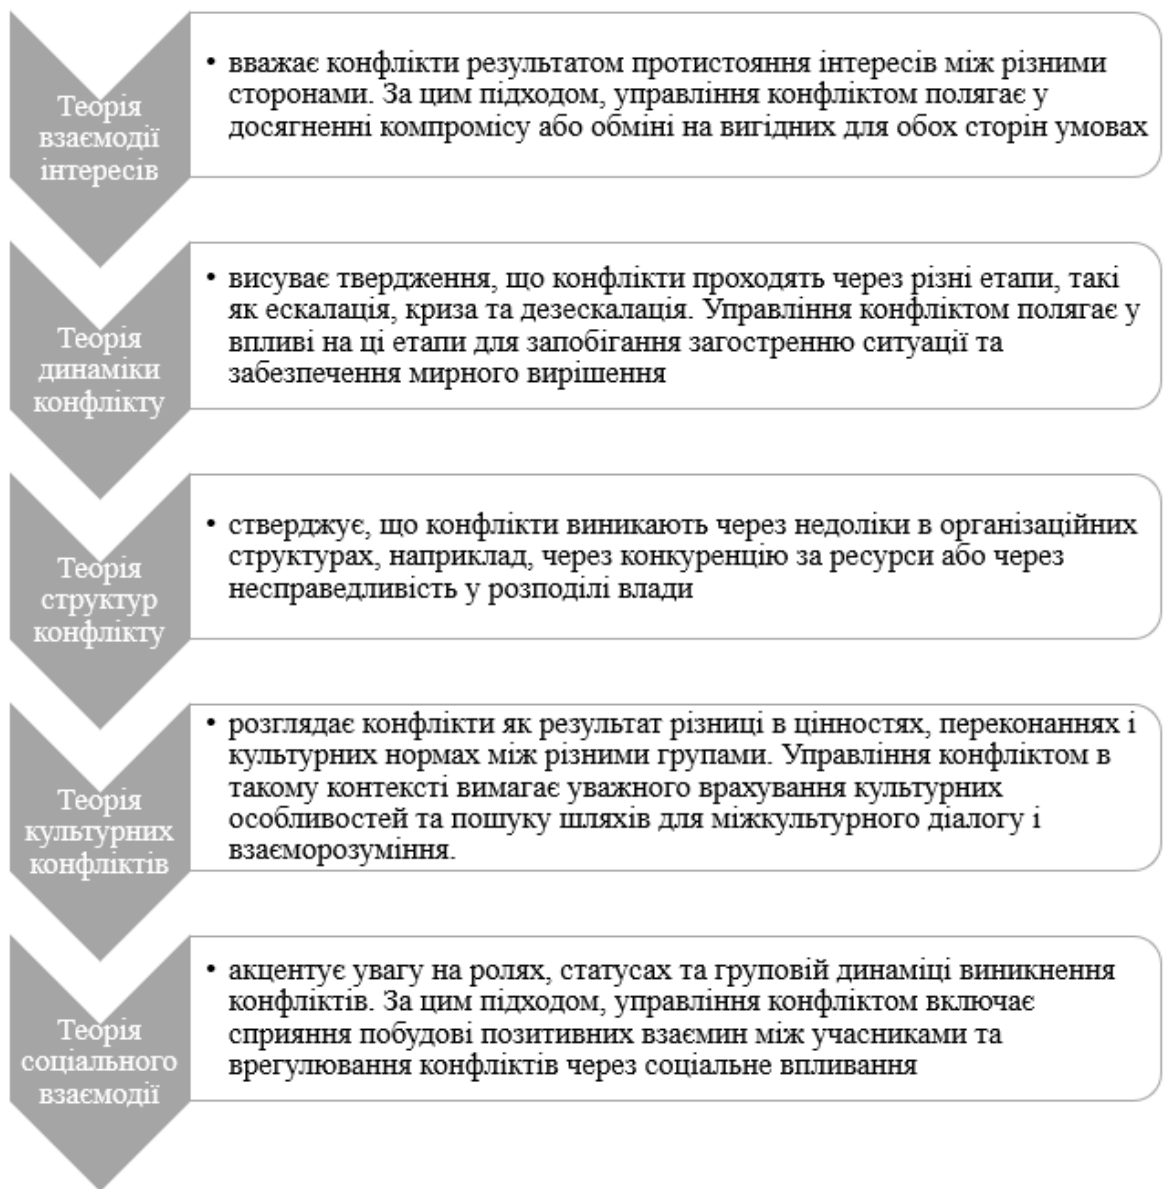 Теорія
взаємодії
інтересів
• вважає конфлікти результатом протистояння інтересів між різними
сторонами. За цим підходом, управління конфліктом полягає у
досягненні компромісу або обміні на вигідних для обох сторін умовах
Теорія
динаміки
конфлікту
• висуває твердження, що конфлікти проходять через різні етапи, такі
як ескалація, криза та дезескалація. Управління конфліктом полягає у
впливі на ці етапи для запобігання загостренню ситуації та
забезпечення мирного вирішення
Теорія
структур
конфлікту
• стверджує, що конфлікти виникають через недоліки в організаційних
структурах, наприклад, через конкуренцію за ресурси або через
несправедливість у розподілі влади
Теорія
культурних
конфліктів
• розглядає конфлікти як результат різниці в цінностях, переконаннях і
культурних нормах між різними групами. Управління конфліктом в
такому контексті вимагає уважного врахування культурних
особливостей та пошуку шляхів для міжкультурного діалогу і
взаєморозуміння.
Теорія
соціального
взаємодії
• акцентує увагу на ролях, статусах та груповій динаміці виникнення
конфліктів. За цим підходом, управління конфліктом включає
сприяння побудові позитивних взаємин між учасниками та
врегулювання конфліктів через соціальне впливання